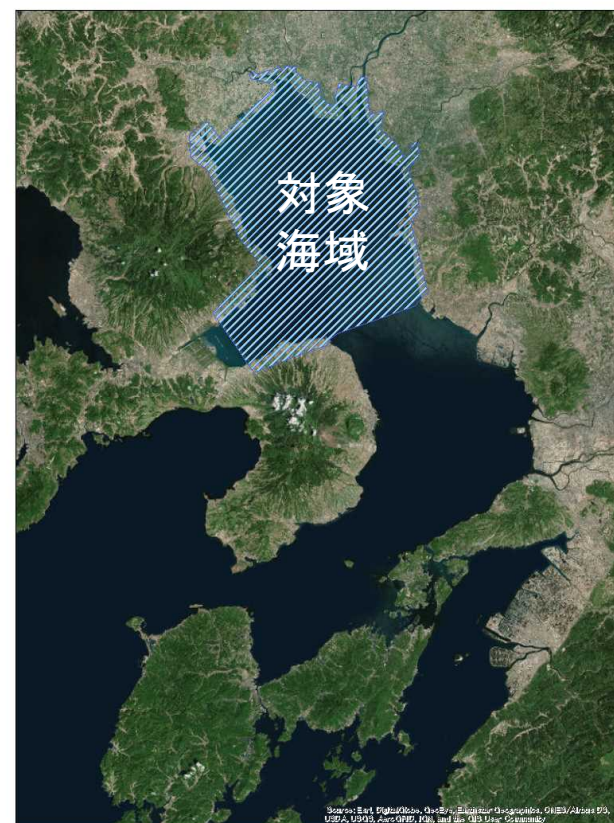 対象
海域
Source: Esri, DigitalGlobe, GeoEye, Earthstar Geographics, CNES/Airbus DS,
USDA, USGS, AeroGRID, IGN, and the GIS User Community